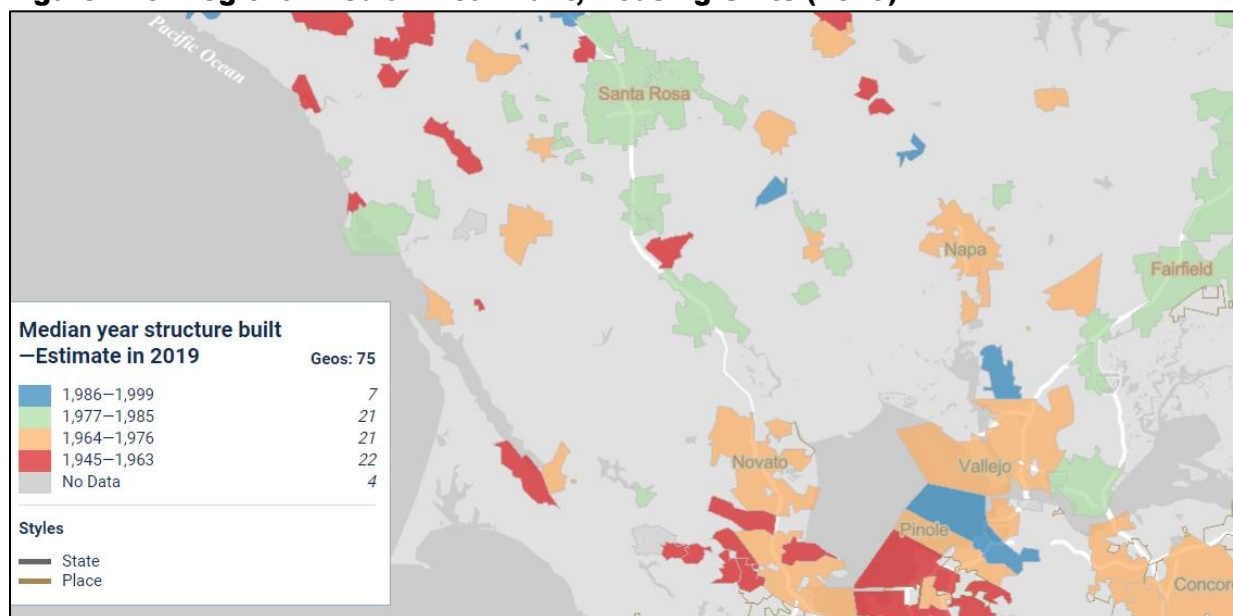 Pacific Ocean
Santa Rosa
Napa
Fairfield
Median year structure built
—Estimate in 2019 Geos: 75
1,986—1,999 7
1,977—1,985 21
1,964—1,976 21
1,945—1,963 22
No Data 4
Styles
State
Place
Novato
Vallejo
Pinole
Concor